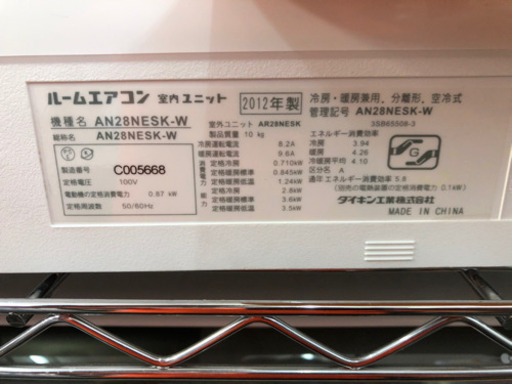 ルームエアコン 室内ユニット 2012年製
冷房・暖房兼用，分離形，空冷式
機種名 AN28NESK-W
管理記号 AN28NESK-W
3SB65508-3
略称名 AN28NESK-W
室外ユニット AR28NESK
製品質量 10 kg
製造番号 C005668
定格電圧 100V
電動機の定格消費電力 0.87 kW
定格周波数 50/60Hz
冷房運転電流 8.2A
暖房運転電流 9.6A
定格冷房 0.710kW
定格暖房標準 0.845kW
定格暖房低温 1.24kW
定格冷房 2.8kW
定格暖房標準 3.6kW
定格暖房低温 3.5kW
エネルギー消費効率
冷房 3.94
暖房 4.26
冷暖房平均 4.10
区分名 A
通年エネルギー消費効率 5.8
ダイキン工業株式会社
MADE IN CHINA